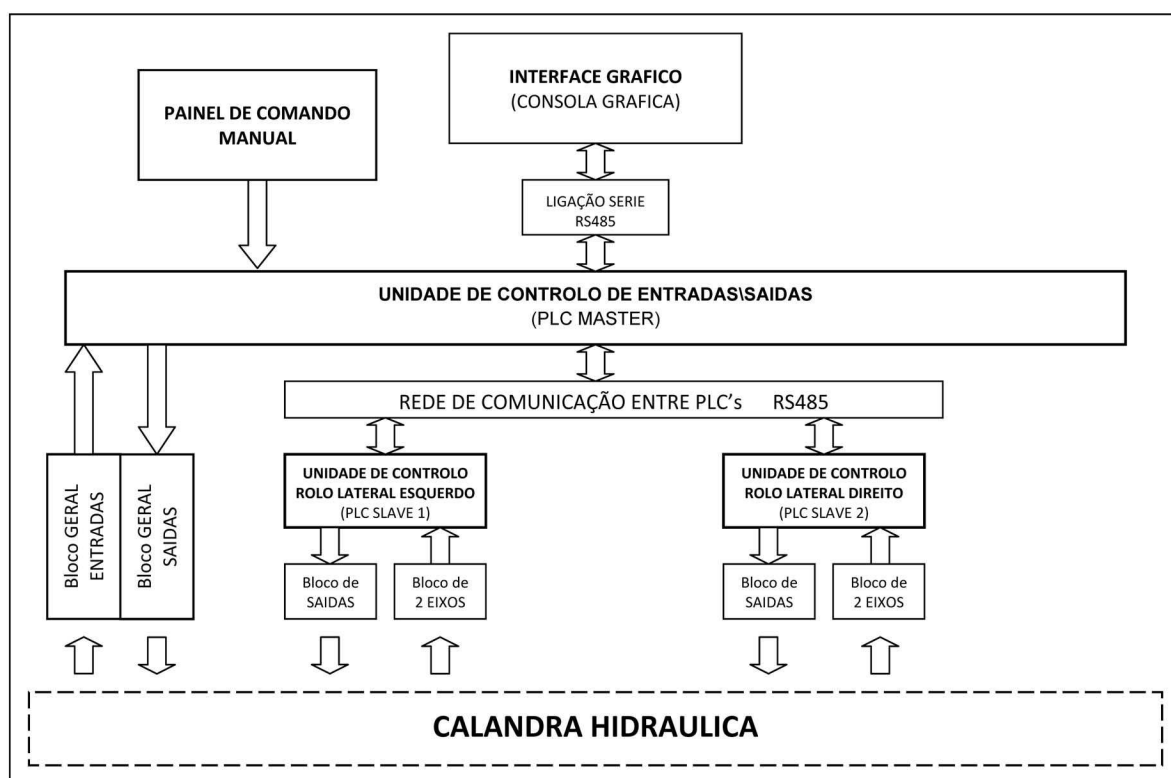 INTERFACE GRAFICO
(CONSOLA GRAFICA)
PAINEL DE COMANDO
MANUAL
LIGAÇÃO SERIE
RS485
UNIDADE DE CONTROLO DE ENTRADAS\SAIDAS
(PLC MASTER)
REDE DE COMUNICAÇÃO ENTRE PLC's RS485
Bloco GERAL
ENTRADAS
Bloco GERAL
SAIDAS
UNIDADE DE CONTROLO
ROLO LATERAL ESQUERDO
(PLC SLAVE 1)
UNIDADE DE CONTROLO
ROLO LATERAL DIREITO
(PLC SLAVE 2)
Bloco de
SAIDAS
Bloco de
2 EIXOS
Bloco de
SAIDAS
Bloco de
2 EIXOS
CALANDRA HIDRAULICA